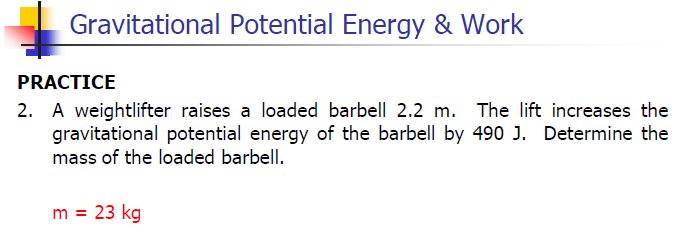 Gravitational Potential Energy & Work
PRACTICE
2. A weightlifter raises a loaded barbell 2.2 m. The lift increases the
gravitational potential energy of the barbell by 490 J. Determine the
mass of the loaded barbell.
m = 23 kg